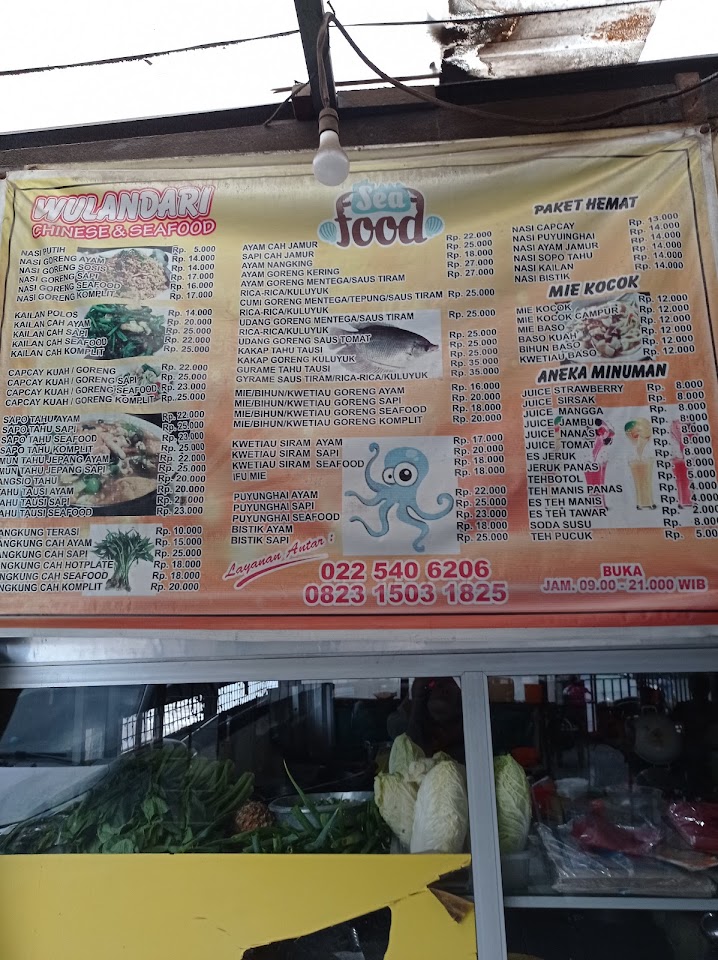 WULANDARI
CHINESE & SEAFOOD
NASI PUTIH Rp. 5.000
NASI GORENG AYAM Rp. 14.000
NASI GORENG SOSIS Rp. 14.000
NASI GORENG SAPI Rp. 17.000
NASI GORENG SEAFOOD Rp. 16.000
NASI GORENG KOMPLIT Rp. 17.000
KAILAN POLOS Rp. 14.000
KAILAN CAH AYAM Rp. 20.000
KAILAN CAH SAPI Rp. 25.000
KAILAN CAH SEAFOOD Rp. 22.000
KAILAN CAH KOMPLIT Rp. 25.000
CAPCAY KUAH / GORENG Rp. 22.000
CAPCAY KUAH / GORENG SAPI Rp. 25.000
CAPCAY KUAH / GORENG SEAFOOD Rp. 23.000
CAPCAY KUAH / GORENG KOMPLIT Rp. 25.000
SAPO TAHU AYAM Rp. 22.000
SAPO TAHU SAPI Rp. 25.000
SAPO TAHU SEAFOOD Rp. 23.000
SAPO TAHU KOMPLIT Rp. 25.000
MUN TAHU JEPANG AYAM Rp. 22.000
MUN TAHU JEPANG SAPI Rp. 25.000
ANGSIO TAHU Rp. 20.000
TAHU TAUSI AYAM Rp. 20.000
TAHU TAUSI SAPI Rp. 23.000
TAHU TAUSI SEAFOOD Rp. 23.000
ANGKUNG TERASI Rp. 10.000
ANGKUNG CAH AYAM Rp. 15.000
ANGKUNG CAH SAPI Rp. 25.000
ANGKUNG CAH HOTPLATE Rp. 18.000
ANGKUNG CAH SEAFOOD Rp. 18.000
ANGKUNG CAH KOMPLIT Rp. 20.000
Sea
food
AYAM CAH JAMUR Rp. 22.000
SAPI CAH JAMUR Rp. 25.000
AYAM NANGKING Rp. 18.000
AYAM GORENG KERING Rp. 27.000
AYAM GORENG MENTEGA/SAUS TIRAM Rp. 27.000
RICA-RICA/KULUYUK
CUMI GORENG MENTEGA/TEPUNG/SAUS TIRAM Rp. 25.000
RICA-RICA/KULUYUK
UDANG GORENG MENTEGA/SAUS TIRAM Rp. 25.000
RICA-RICA/KULUYUK
UDANG GORENG SAUS TOMAT Rp. 25.000
KAKAP TAHU TAUSI Rp. 25.000
KAKAP GORENG KULUYUK Rp. 25.000
GURAME TAHU TAUSI Rp. 35.000
GYRAME SAUS TIRAM/RICA-RICA/KULUYUK Rp. 35.000
MIE/BIHUN/KWETIAU GORENG AYAM Rp. 16.000
MIE/BIHUN/KWETIAU GORENG SAPI Rp. 20.000
MIE/BIHUN/KWETIAU GORENG SEAFOOD Rp. 18.000
MIE/BIHUN/KWETIAU GORENG KOMPLIT Rp. 20.000
KWETIAU SIRAM AYAM Rp. 17.000
KWETIAU SIRAM SAPI Rp. 20.000
KWETIAU SIRAM SEAFOOD Rp. 18.000
IFU MIE Rp. 18.000
PUYUNGHAI AYAM Rp. 22.000
PUYUNGHAI SAPI Rp. 25.000
PUYUNGHAI SEAFOOD Rp. 23.000
BISTIK AYAM Rp. 18.000
BISTIK SAPI Rp. 25.000
Layanan Antar :
022 540 6206
0823 1503 1825
PAKET HEMAT
NASI CAPCAY Rp. 13.000
NASI PUYUNGHAI Rp. 14.000
NASI AYAM JAMUR Rp. 14.000
NASI SOPO TAHU Rp. 14.000
NASI KAILAN Rp. 14.000
NASI BISTIK Rp. 14.000
MIE KOCOK
MIE KOCOK Rp. 12.000
MIE KOCOK CAMPUR Rp. 12.000
MIE BASO Rp. 12.000
BASO KUAH Rp. 12.000
BIHUN BASO Rp. 12.000
KWETIAU BASO Rp. 12.000
ANEKA MINUMAN
JUICE STRAWBERRY Rp. 8.000
JUICE SIRSAK Rp. 8.000
JUICE MANGGA Rp. 8.000
JUICE JAMBU Rp. 8.000
JUICE NANAS Rp. 8.000
JUICE TOMAT Rp. 8.000
ES JERUK Rp. 8.000
JERUK PANAS Rp. 8.000
TEHBOTOL Rp. 5.000
TEH MANIS PANAS Rp. 4.000
ES TEH MANIS Rp. 4.000
ES TEH TAWAR Rp. 2.000
SODA SUSU Rp. 8.000
TEH PUCUK Rp. 5.000
BUKA
JAM. 09.00 - 21.000 WIB